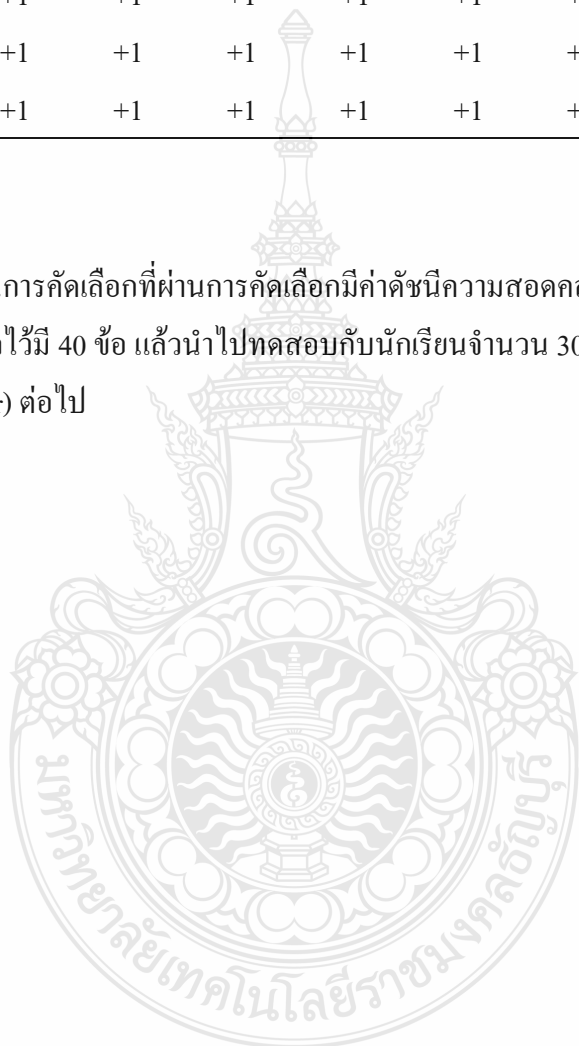 +1 +1 +1 +1 +1
+1 +1 +1 +1 +1
การคัดเลือกที่ผ่านการคัดเลือกมีค่าดัชนีความสอดคล
ไว้มี 40 ข้อ แล้วนำไปทดสอบกับนักเรียนจำนวน 30
) ต่อไป
มหาวิทยาลัยเทคโนโลยีราชมงคลธัญบุรี